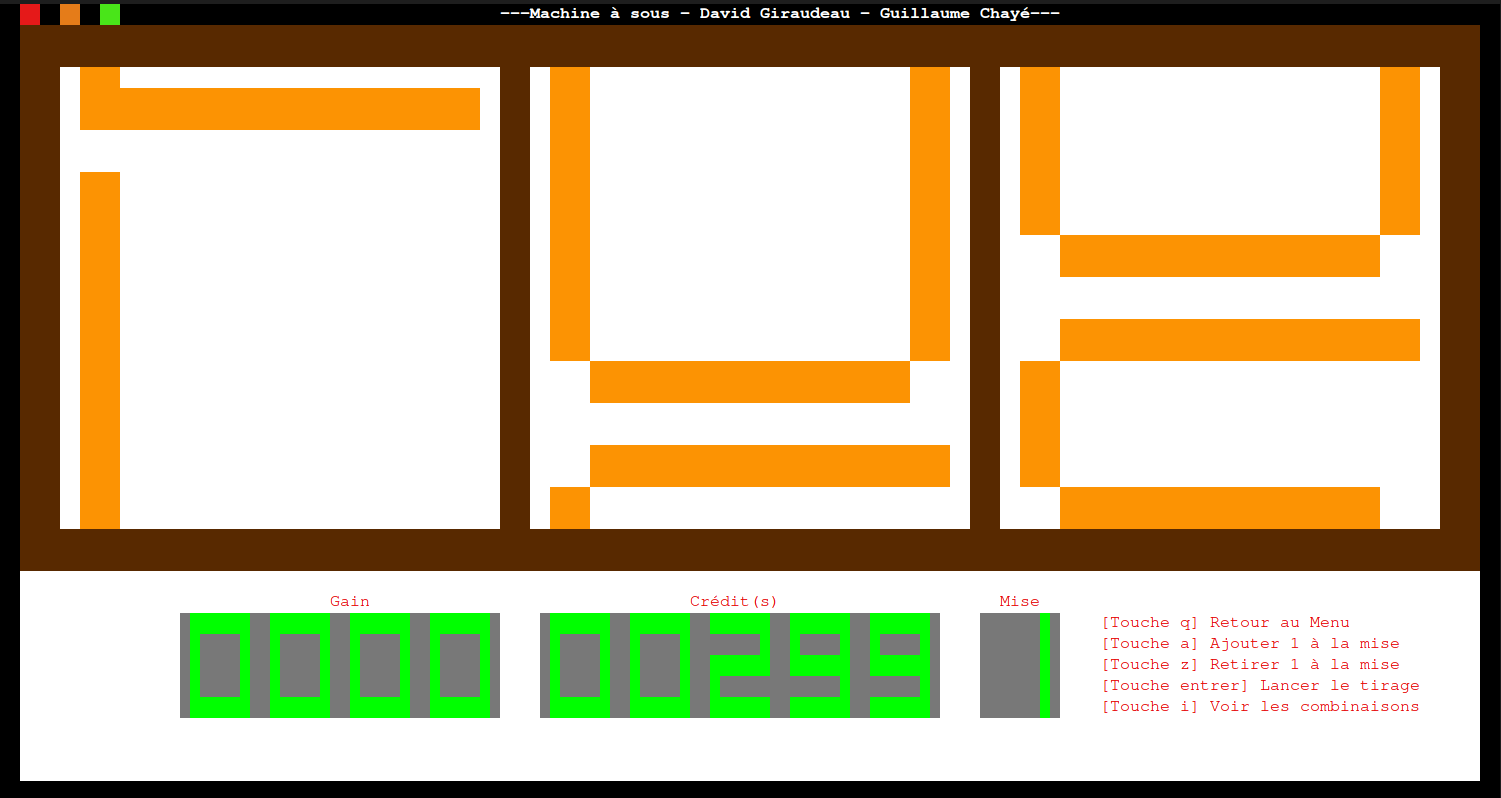 ---Machine à sous - David Giraudeau - Guillaume Chayé---
Gain
Crédit(s)
Mise
0000
00299
1
[Touche q] Retour au Menu
[Touche a] Ajouter 1 à la mise
[Touche z] Retirer 1 à la mise
[Touche entrer] Lancer le tirage
[Touche i] Voir les combinaisons